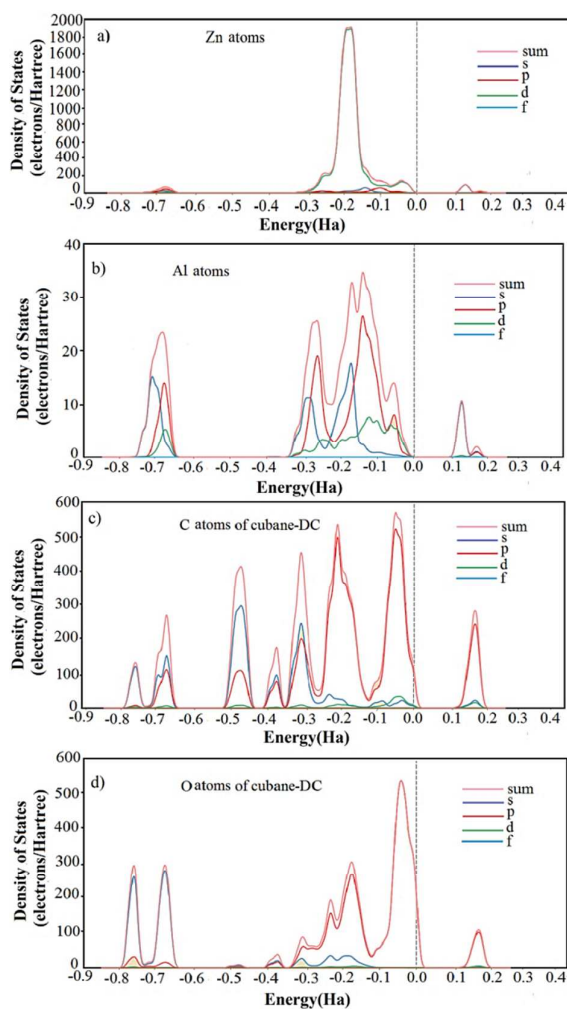 a)
Zn atoms
Density of States
(electrons/Hartree)
2000
1800
1600
1400
1200
1000
800
600
400
200
0
sum
s
p
d
f
-0.9 -0.8 -0.7 -0.6 -0.5 -0.4 -0.3 -0.2 -0.1 0.0 0.1 0.2 0.3 0.4
Energy(Ha)
b)
Al atoms
Density of States
(electrons/Hartree)
40
30
20
10
0
sum
s
p
d
f
-0.9 -0.8 -0.7 -0.6 -0.5 -0.4 -0.3 -0.2 -0.1 0.0 0.1 0.2 0.3 0.4
Energy(Ha)
c)
C atoms of cubane-DC
Density of States
(electrons/Hartree)
600
500
400
300
200
100
0
sum
s
p
d
f
-0.9 -0.8 -0.7 -0.6 -0.5 -0.4 -0.3 -0.2 -0.1 0.0 0.1 0.2 0.3 0.4
Energy(Ha)
d)
O atoms of cubane-DC
Density of States
(electrons/Hartree)
600
500
400
300
200
100
0
sum
s
p
d
f
-0.9 -0.8 -0.7 -0.6 -0.5 -0.4 -0.3 -0.2 -0.1 0.0 0.1 0.2 0.3 0.4
Energy(Ha)